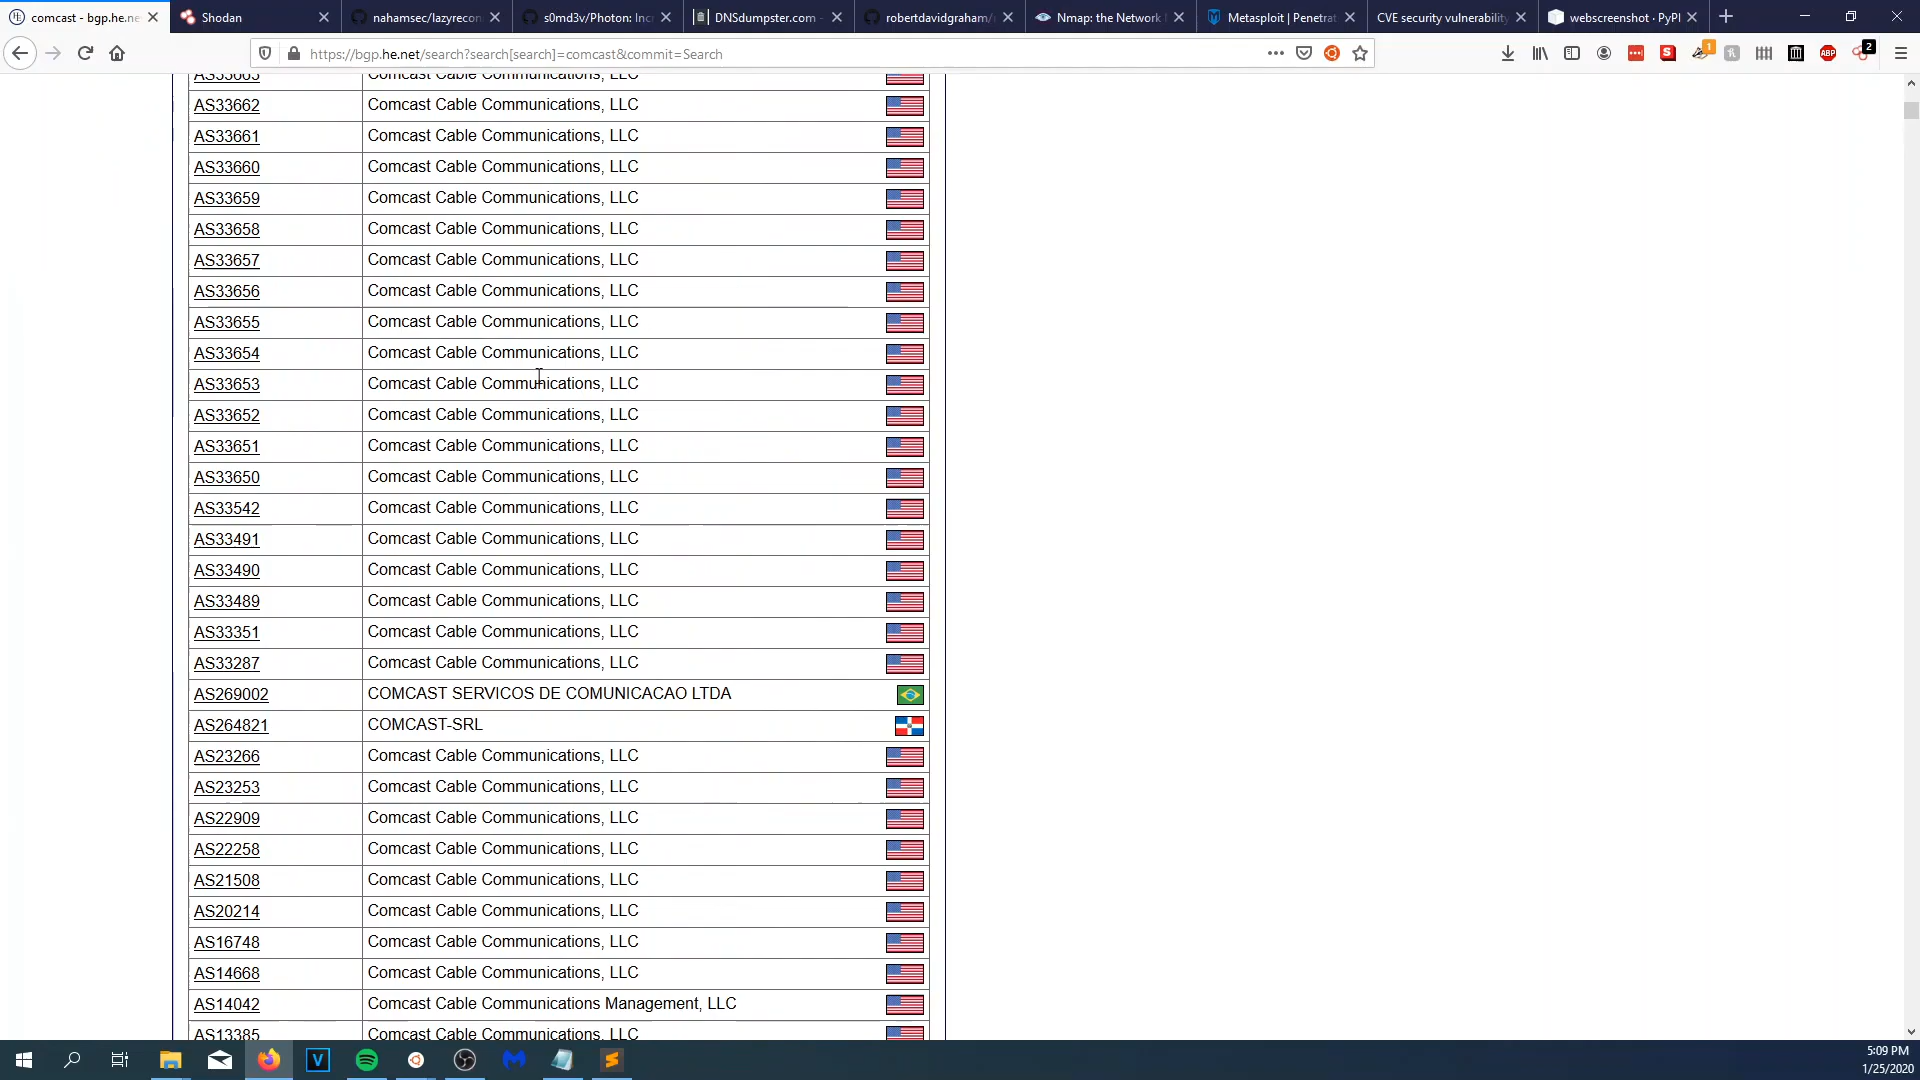 comcast - bgp.he.ne
Shodan
nahamsec/lazyrecon
s0md3v/Photon: Incr
DNSdumpster.com -
robertdavidgraham/
Nmap: the Network
Metasploit | Penetrat
CVE security vulnerability
webscreenshot · PyPI
https://bgp.he.net/search?search[search]=comcast&commit=Search
1
S
ABP
2
AS33663 Comcast Cable Communications, LLC
AS33662 Comcast Cable Communications, LLC
AS33661 Comcast Cable Communications, LLC
AS33660 Comcast Cable Communications, LLC
AS33659 Comcast Cable Communications, LLC
AS33658 Comcast Cable Communications, LLC
AS33657 Comcast Cable Communications, LLC
AS33656 Comcast Cable Communications, LLC
AS33655 Comcast Cable Communications, LLC
AS33654 Comcast Cable Communications, LLC
AS33653 Comcast Cable Communications, LLC
AS33652 Comcast Cable Communications, LLC
AS33651 Comcast Cable Communications, LLC
AS33650 Comcast Cable Communications, LLC
AS33542 Comcast Cable Communications, LLC
AS33491 Comcast Cable Communications, LLC
AS33490 Comcast Cable Communications, LLC
AS33489 Comcast Cable Communications, LLC
AS33351 Comcast Cable Communications, LLC
AS33287 Comcast Cable Communications, LLC
AS269002 COMCAST SERVICOS DE COMUNICACAO LTDA
AS264821 COMCAST-SRL
AS23266 Comcast Cable Communications, LLC
AS23253 Comcast Cable Communications, LLC
AS22909 Comcast Cable Communications, LLC
AS22258 Comcast Cable Communications, LLC
AS21508 Comcast Cable Communications, LLC
AS20214 Comcast Cable Communications, LLC
AS16748 Comcast Cable Communications, LLC
AS14668 Comcast Cable Communications, LLC
AS14042 Comcast Cable Communications Management, LLC
AS13385 Comcast Cable Communications, LLC
V
5:09 PM
1/25/2020